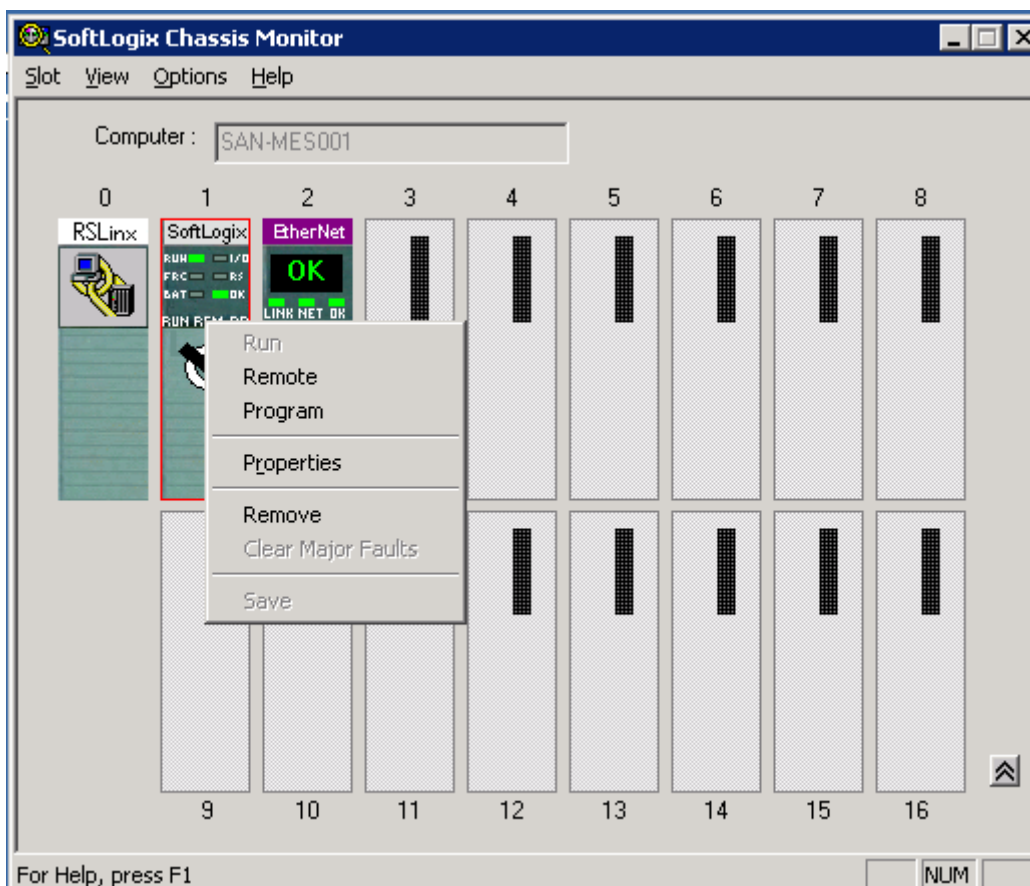 SoftLogix Chassis Monitor
Slot View Options Help
Computer : SAN-MES001
0 1 2 3 4 5 6 7 8
RSLinx SoftLogix EtherNet
RUN I/O
FRC RS
BAT OK
OK
LINK NET OK
RUN REM
Run
Remote
Program
Properties
Remove
Clear Major Faults
Save
9 10 11 12 13 14 15 16
For Help, press F1 NUM